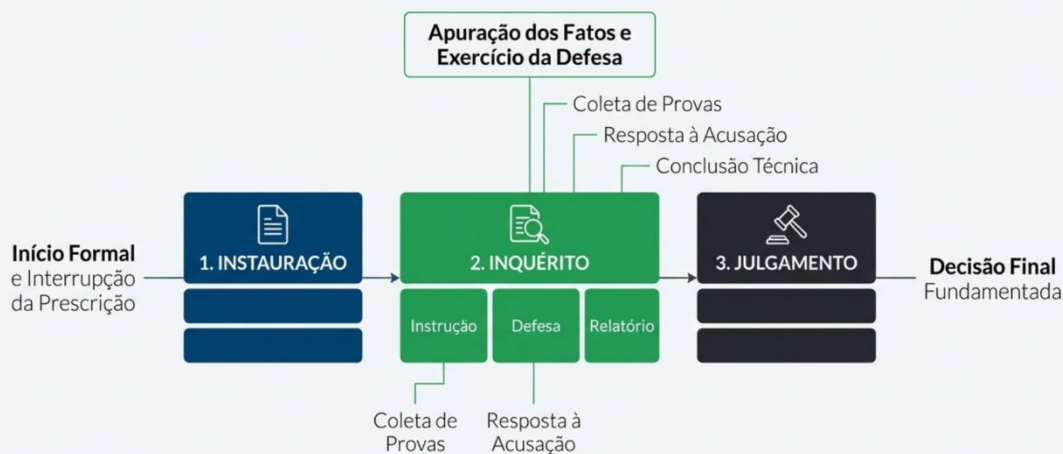 Apuração dos Fatos e
Exercício da Defesa
Coleta de Provas
Resposta à Acusação
Conclusão Técnica
Início Formal
e Interrupção
da Prescrição
1. INSTAURAÇÃO
2. INQUÉRITO
3. JULGAMENTO
Decisão Final
Fundamentada
Instrução
Defesa
Relatório
Coleta de
Provas
Resposta à
Acusação